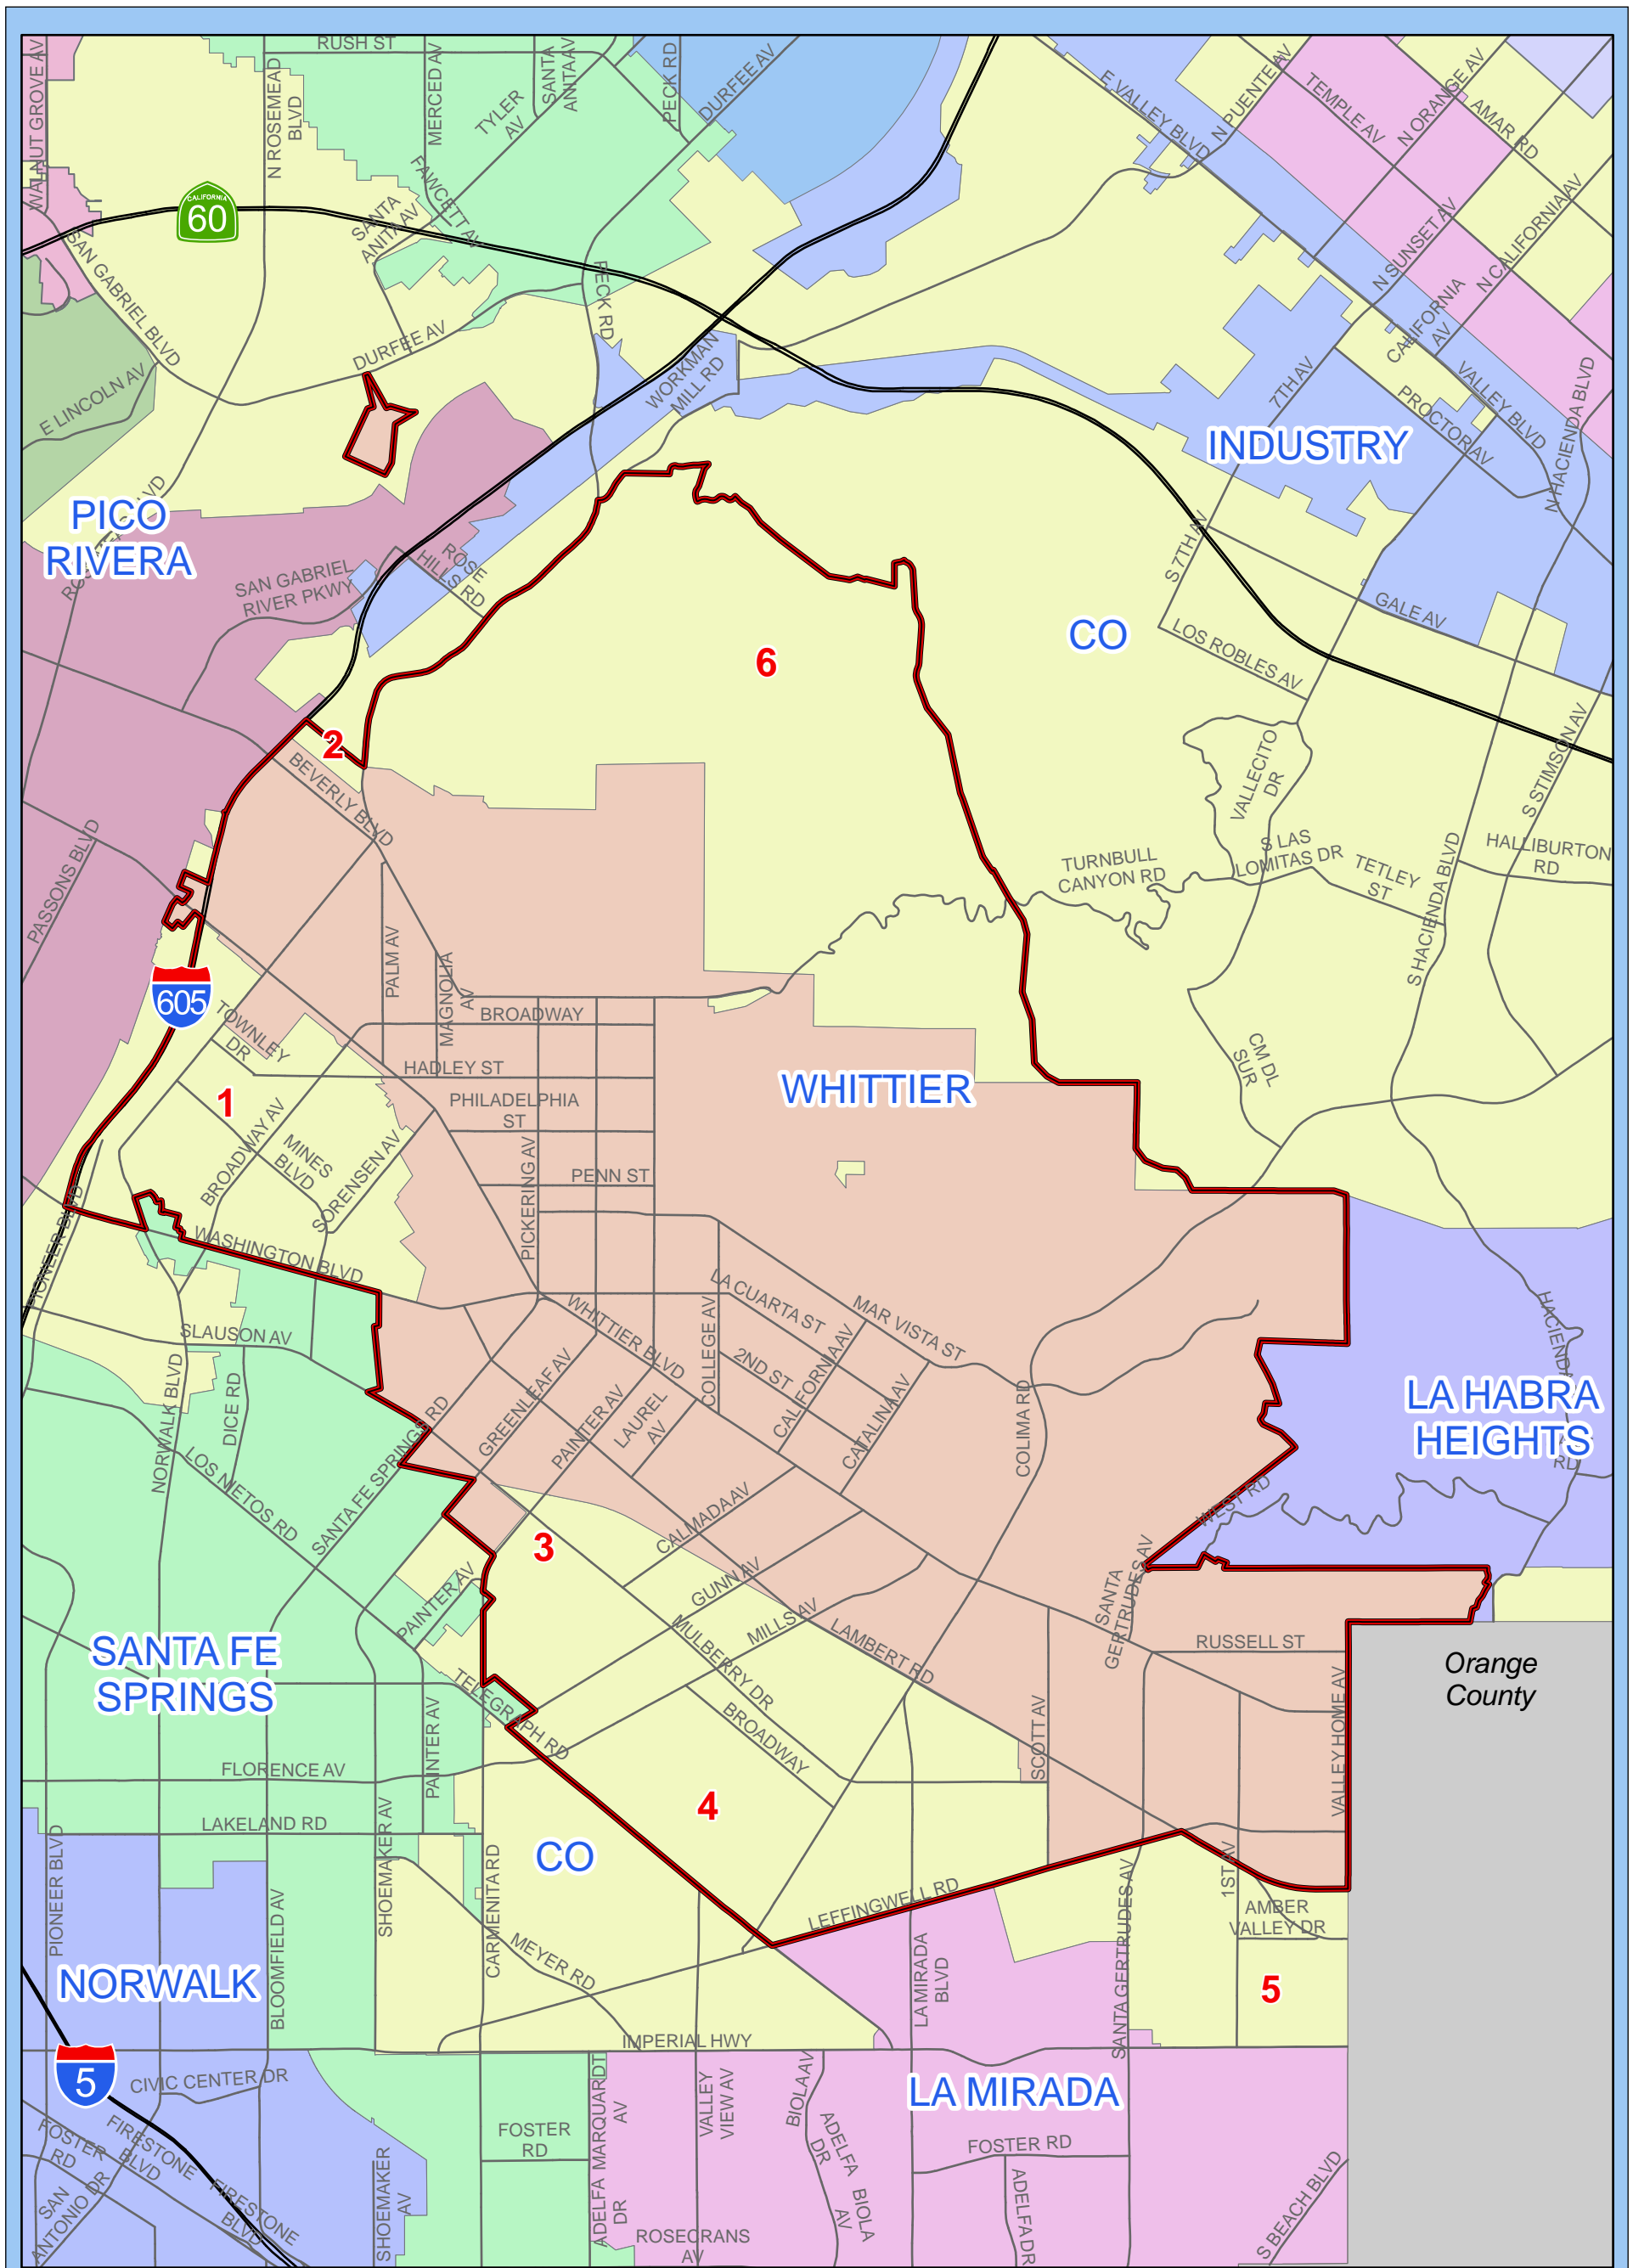 RUSH ST
WALNUT GROVE AV
N ROSEMEAD
BLVD
MERCED AV
SANTA
ANITA AV
TYLER
AV
PECK RD
DURFEE AV
E VALLEY BLVD
N PUENTE AV
TEMPLE AV
N ORANGE AV
AMAR RD
FAWCETT AV
CALIFORNIA
60
SANTA
ANITA AV
SAN GABRIEL BLVD
PECK RD
N SUNSET AV
N CALIFORNIA AV
CALIFORNIA
AV
DURFEE AV
WORKMAN
MILL RD
7TH AV
VALLEY BLVD
PROCTOR AV
N HACIENDA BLVD
E LINCOLN AV
INDUSTRY
PICO
RIVERA
ROSE
HILLS RD
SAN GABRIEL
RIVER PKWY
S 7TH AV
GALE AV
CO
LOS ROBLES AV
6
2
BEVERLY BLVD
VALLECITO
DR
S STIMSON AV
PASSONS BLVD
TURNBULL
CANYON RD
S LAS
LOMITAS DR
TETLEY
ST
HALLIBURTON
RD
S HACIENDA BLVD
PALM AV
MAGNOLIA
AV
605
BROADWAY
TOWNLEY
DR
HADLEY ST
CM DL
SUR
WHITTIER
1
PHILADELPHIA
ST
BROADWAY AV
MINES
BLVD
SORENSEN AV
PICKERING AV
PENN ST
PIONEER BLVD
WASHINGTON BLVD
LA CUARTA ST
MAR VISTA ST
WHITTIER BLVD
COLLEGE AV
2ND ST
CALIFORNIA AV
CATALINA AV
SLAUSON AV
NORWALK BLVD
DICE RD
GREENLEAF AV
PAINTER AV
LAUREL
AV
COLIMA RD
LA HABRA
HEIGHTS
RD
LOS NIETOS RD
SANTA FE SPRINGS RD
CALMADA AV
WEST RD
3
GUNN AV
PAINTER AV
MULBERRY DR
MILLS AV
LAMBERT RD
SANTA
GERTRUDES AV
RUSSELL ST
Orange
County
SANTA FE
SPRINGS
TELEGRAPH RD
BROADWAY
SCOTT AV
VALLEY HOME AV
PAINTER AV
FLORENCE AV
4
LAKELAND RD
CO
SHOEMAKER AV
CARMENITA RD
LEFFINGWELL RD
1ST AV
AMBER
VALLEY DR
PIONEER BLVD
BLOOMFIELD AV
MEYER RD
LA MIRADA
BLVD
SANTA GERTRUDES AV
NORWALK
5
IMPERIAL HWY
5
CIVIC CENTER DR
LA MIRADA
ADELFA MARQUARDT
AV
DR
VALLEY
VIEW AV
BIOLA AV
ADELFA
DR
FOSTER
RD
FIRESTONE
BLVD
FOSTER
RD
FOSTER RD
SAN
ANTONIO DR
FIRESTONE
BLVD
SHOEMAKER
AV
BIOLA
AV
ADELFA DR
S BEACH BLVD
ROSECRANS
AV